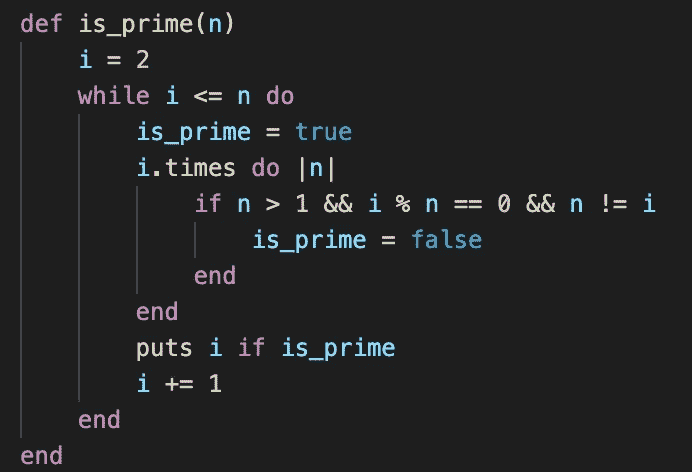 def is_prime(n)
    i = 2
    while i <= n do
        is_prime = true
        i.times do |n|
            if n > 1 && i % n == 0 && n != i
                is_prime = false
            end
        end
        puts i if is_prime
        i += 1
    end
end